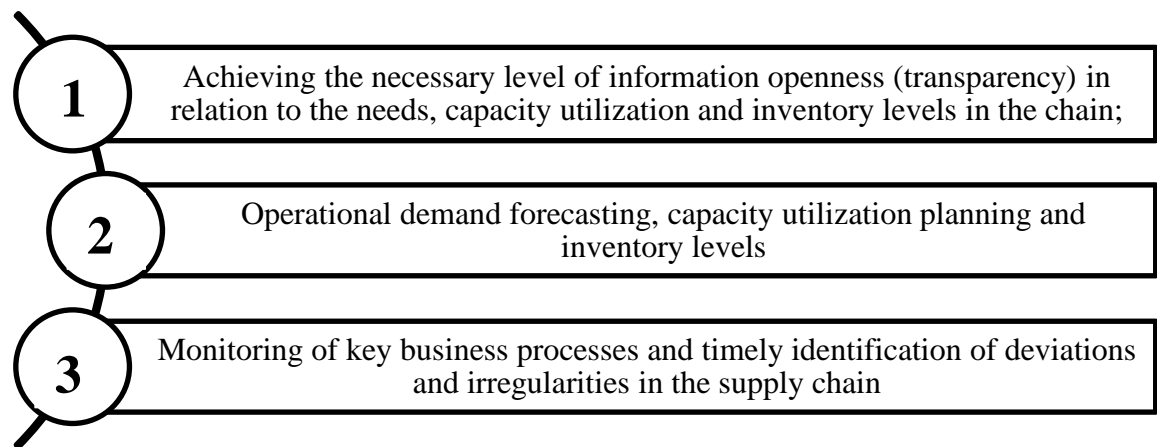 1
Achieving the necessary level of information openness (transparency) in
relation to the needs, capacity utilization and inventory levels in the chain;
2
Operational demand forecasting, capacity utilization planning and
inventory levels
3
Monitoring of key business processes and timely identification of deviations
and irregularities in the supply chain